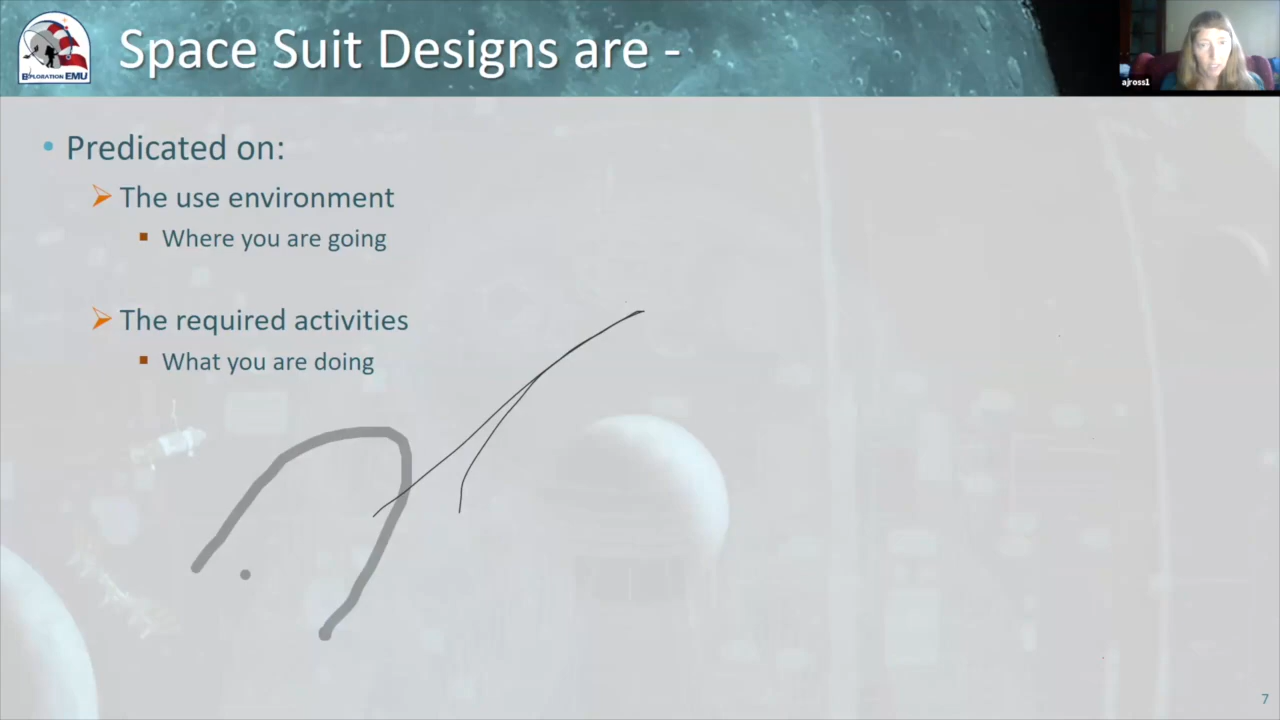 Space Suit Designs are -
EXPLORATION EMU
ajross1
• Predicated on:
➢ The use environment
▪ Where you are going
➢ The required activities
▪ What you are doing
7